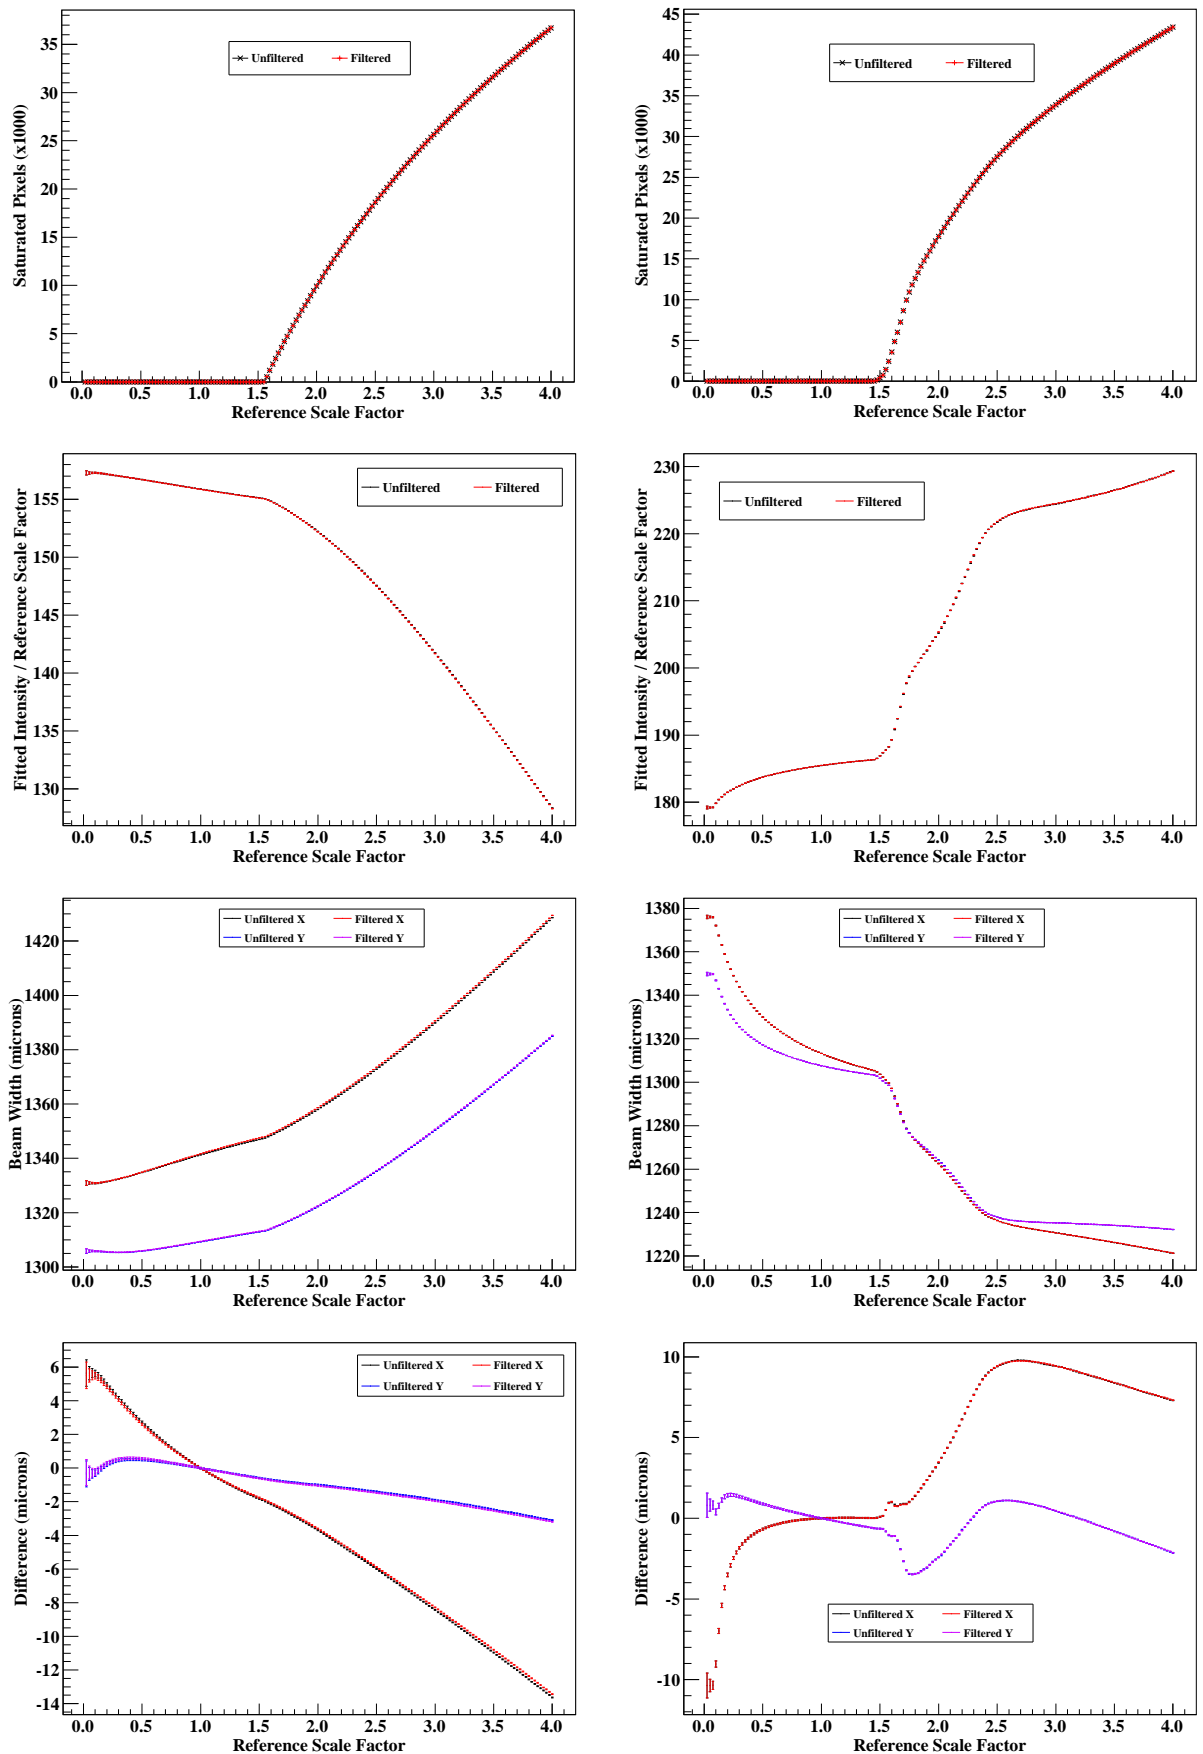 Saturated Pixels (x1000)
35
30
25
20
15
10
5
0
Unfiltered Filtered
0.0 0.5 1.0 1.5 2.0 2.5 3.0 3.5 4.0
Reference Scale Factor
Saturated Pixels (x1000)
45
40
35
30
25
20
15
10
5
0
Unfiltered Filtered
0.0 0.5 1.0 1.5 2.0 2.5 3.0 3.5 4.0
Reference Scale Factor
Fitted Intensity / Reference Scale Factor
155
150
145
140
135
130
Unfiltered Filtered
0.0 0.5 1.0 1.5 2.0 2.5 3.0 3.5 4.0
Reference Scale Factor
Fitted Intensity / Reference Scale Factor
230
220
210
200
190
180
Unfiltered Filtered
0.0 0.5 1.0 1.5 2.0 2.5 3.0 3.5 4.0
Reference Scale Factor
Beam Width (microns)
1420
1400
1380
1360
1340
1320
1300
Unfiltered X Filtered X
Unfiltered Y Filtered Y
0.0 0.5 1.0 1.5 2.0 2.5 3.0 3.5 4.0
Reference Scale Factor
Beam Width (microns)
1380
1360
1340
1320
1300
1280
1260
1240
1220
Unfiltered X Filtered X
Unfiltered Y Filtered Y
0.0 0.5 1.0 1.5 2.0 2.5 3.0 3.5 4.0
Reference Scale Factor
Difference (microns)
6
4
2
0
-2
-4
-6
-8
-10
-12
-14
Unfiltered X Filtered X
Unfiltered Y Filtered Y
0.0 0.5 1.0 1.5 2.0 2.5 3.0 3.5 4.0
Reference Scale Factor
Difference (microns)
10
5
0
-5
-10
Unfiltered X Filtered X
Unfiltered Y Filtered Y
0.0 0.5 1.0 1.5 2.0 2.5 3.0 3.5 4.0
Reference Scale Factor